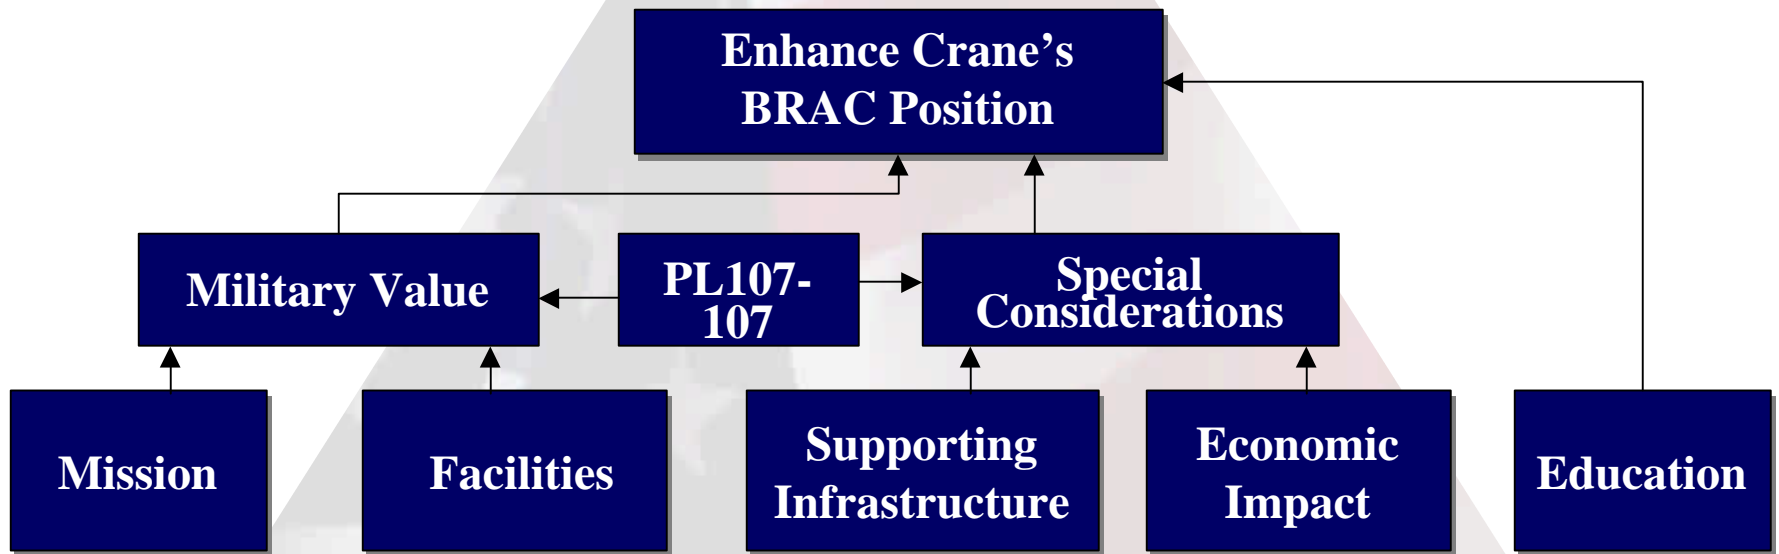 Enhance Crane’s
BRAC Position
Military Value
PL107-
107
Special
Considerations
Mission
Facilities
Supporting
Infrastructure
Economic
Impact
Education